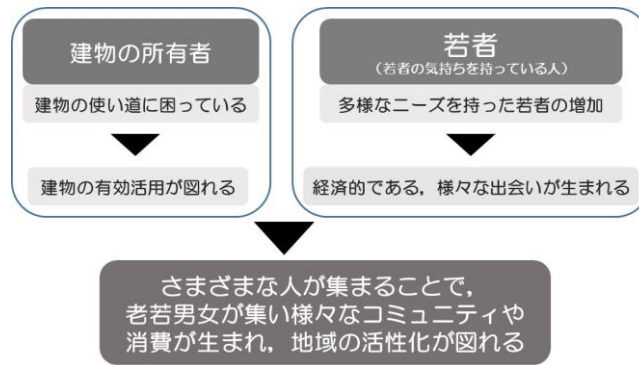 建物の所有者
建物の使い道に困っている
建物の有効活用が図れる
若者
（若者の気持ちを持っている人）
多様なニーズを持った若者の増加
経済的である，様々な出会いが生まれる
さまざまな人が集まることで，
老若男女が集い様々なコミュニティや
消費が生まれ，地域の活性化が図れる